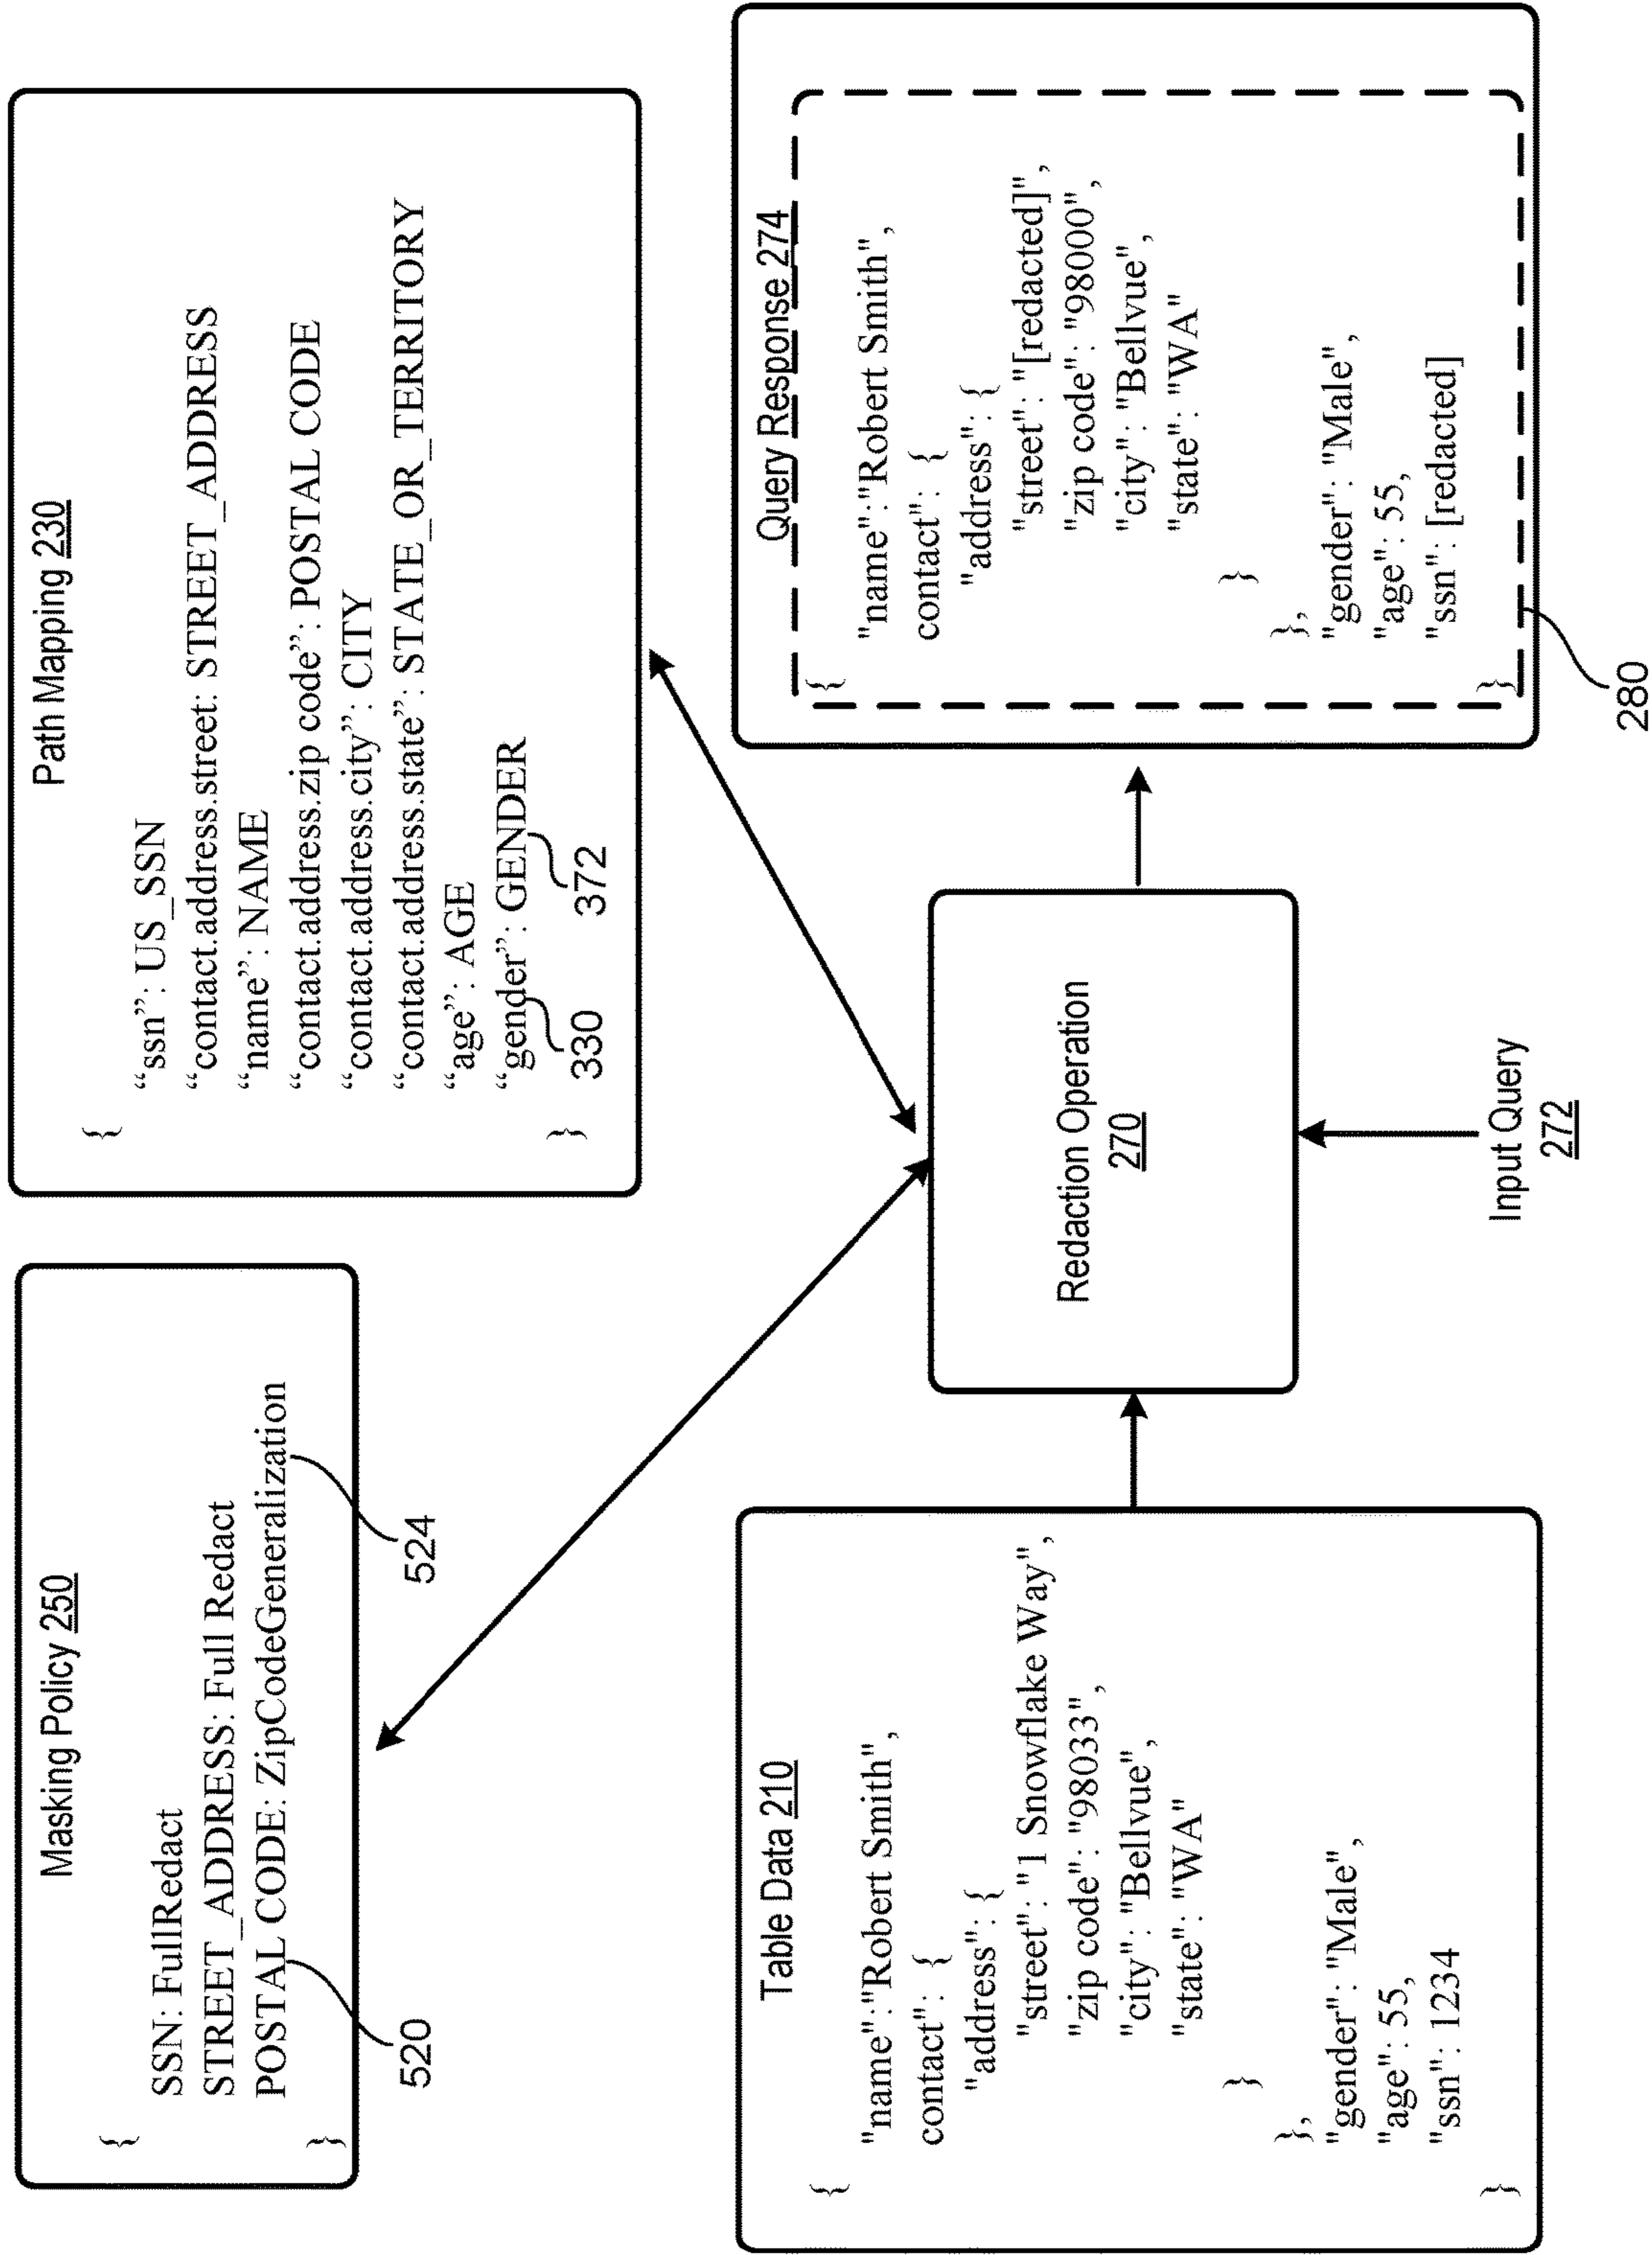 Masking Policy 250
{
SSN: FullRedact
STREET_ADDRESS: Full Redact
POSTAL CODE: ZipCodeGeneralization
}
520
524
Path Mapping 230
{
“ssn”: US_SSN
“contact.address.street: STREET_ADDRESS
“name”: NAME
“contact.address.zip code”: POSTAL CODE
“contact.address.city”: CITY
“contact.address.state”: STATE_OR_TERRITORY
“age”: AGE
“gender”: GENDER
}
330
372
Table Data 210
{
"name":"Robert Smith",
contact": {
"address": {
"street": "1 Snowflake Way",
"zip code": "98033",
"city": "Bellvue",
"state": "WA"
}
},
"gender": "Male",
"age": 55,
"ssn": 1234
}
Redaction Operation
270
Input Query
272
Query Response 274
{
"name":"Robert Smith",
contact": {
"address": {
"street": "[redacted]",
"zip code": "98000",
"city": "Bellvue",
"state": "WA"
}
},
"gender": "Male",
"age": 55,
"ssn": [redacted]
}
280